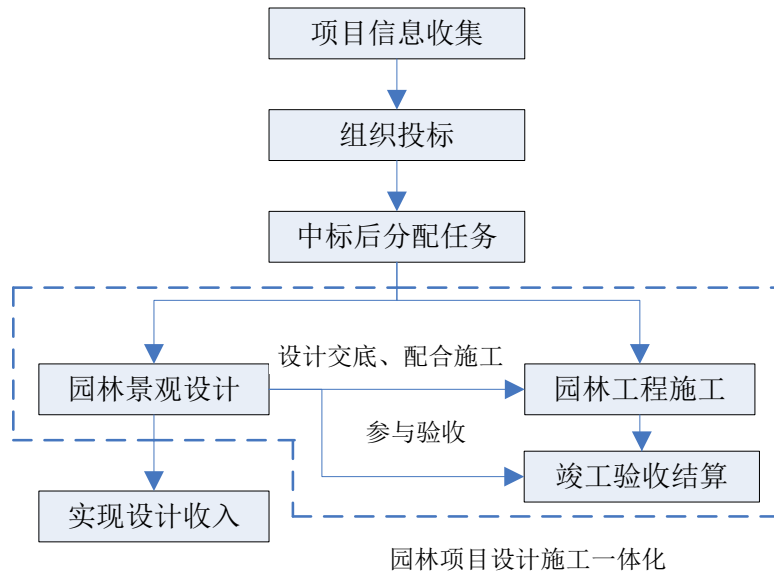 项目信息收集
组织投标
中标后分配任务
设计交底、配合施工
园林景观设计
园林工程施工
参与验收
竣工验收结算
实现设计收入
园林项目设计施工一体化